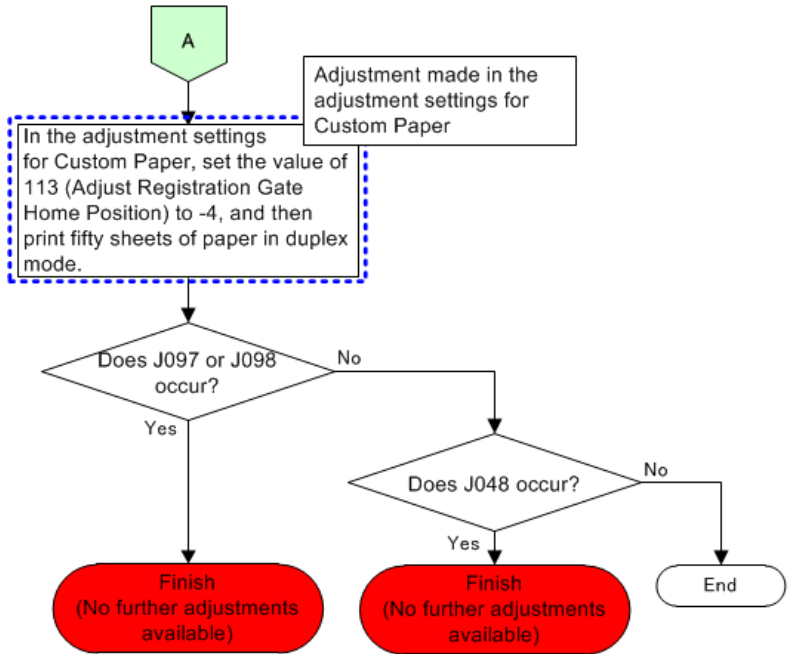 A
Adjustment made in the
adjustment settings for
Custom Paper
In the adjustment settings
for Custom Paper, set the value of
113 (Adjust Registration Gate
Home Position) to -4, and then
print fifty sheets of paper in duplex
mode.
Does J097 or J098
occur?
No
Yes
Does J048 occur?
No
Yes
Finish
(No further adjustments
available)
Finish
(No further adjustments
available)
End